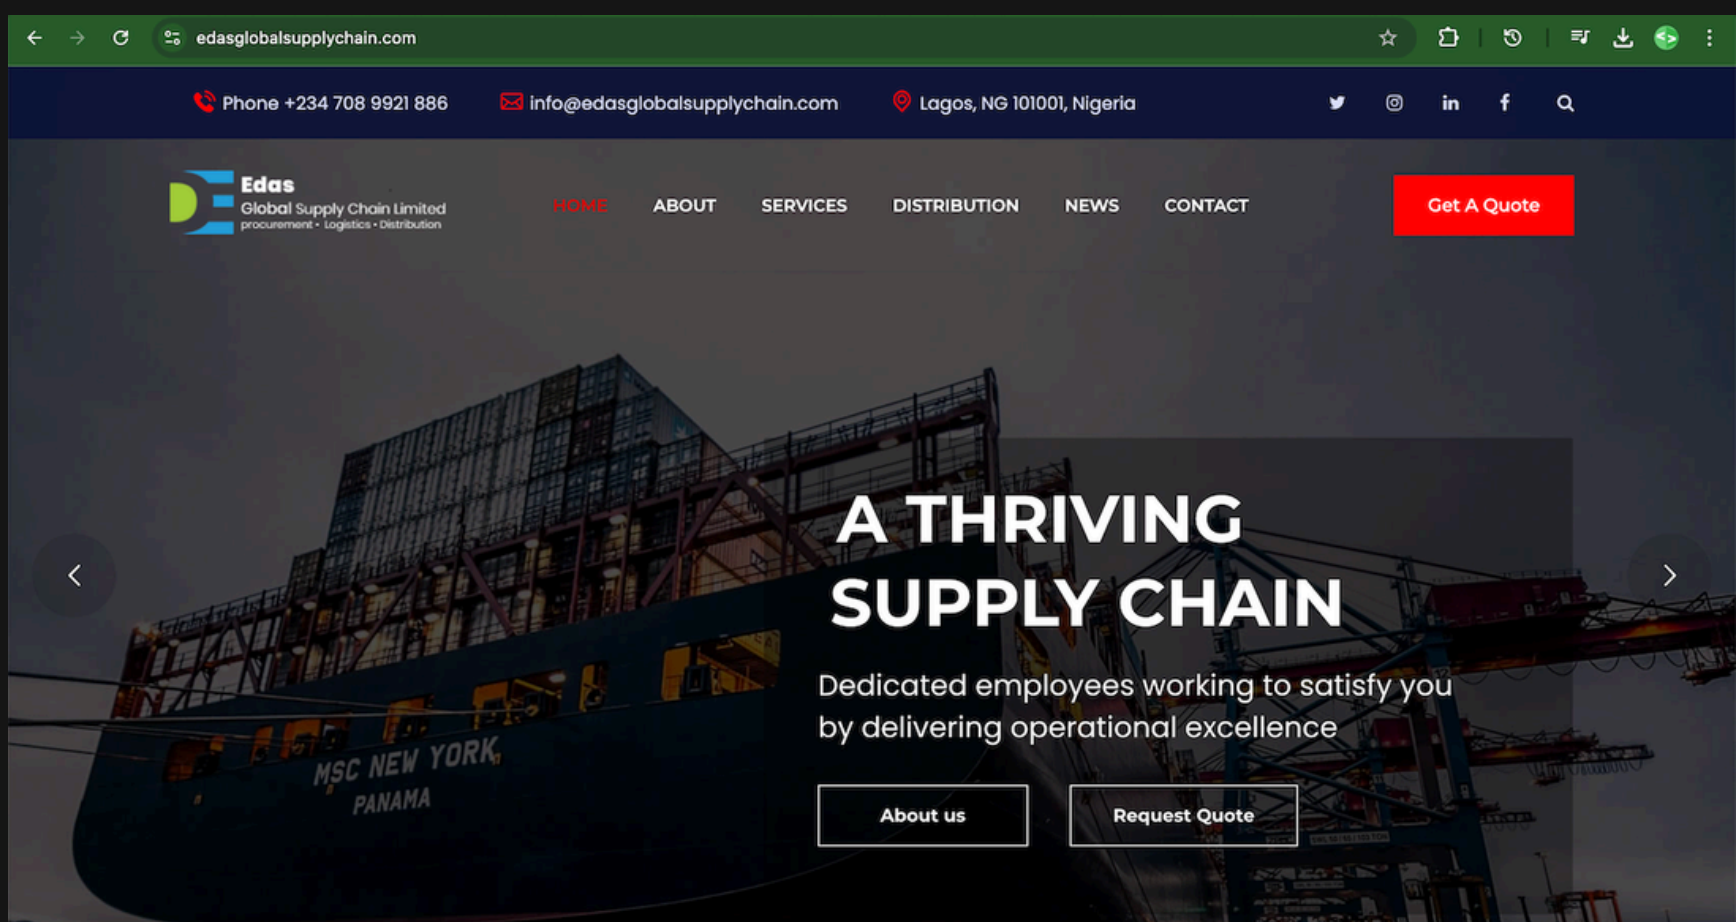 edasglobalsupplychain.com
Phone +234 708 9921 886
info@edasglobalsupplychain.com
Lagos, NG 101001, Nigeria
Edas
Global Supply Chain Limited
procurement • Logistics • Distribution
HOME
ABOUT
SERVICES
DISTRIBUTION
NEWS
CONTACT
Get A Quote
A THRIVING
SUPPLY CHAIN
Dedicated employees working to satisfy you
by delivering operational excellence
About us
Request Quote
MSC NEW YORK
PANAMA